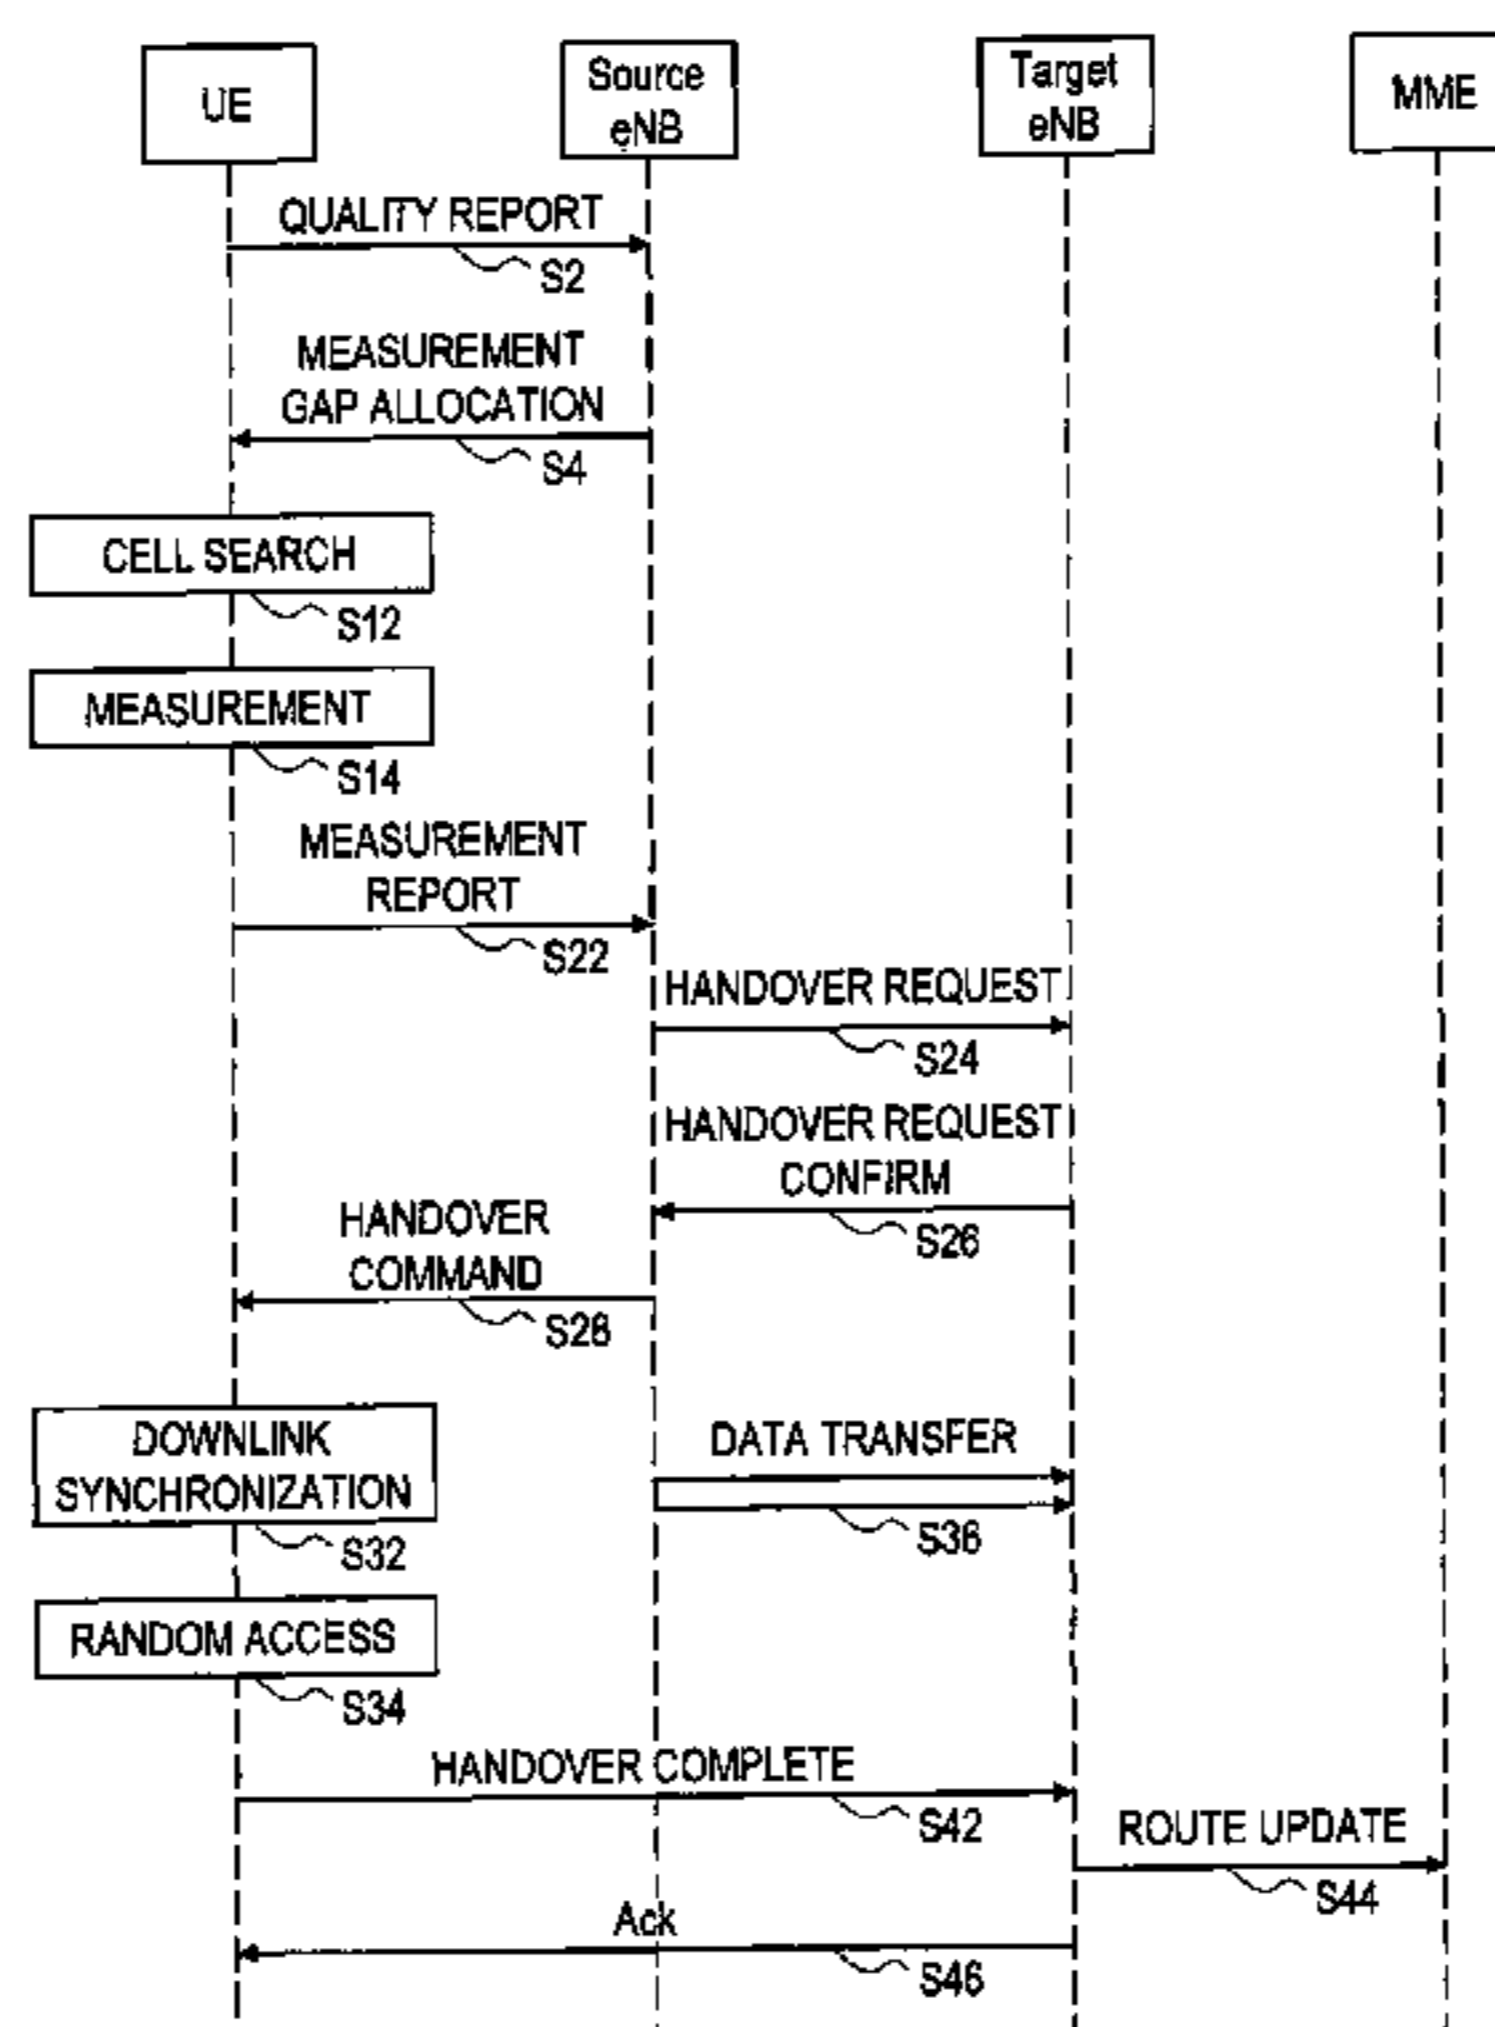 UE
Source
eNB
Target
eNB
MME
QUALITY REPORT
S2
MEASUREMENT
GAP ALLOCATION
S4
CELL SEARCH
S12
MEASUREMENT
S14
MEASUREMENT
REPORT
S22
HANDOVER REQUEST
S24
HANDOVER REQUEST
CONFIRM
S26
HANDOVER
COMMAND
S28
DOWNLINK
SYNCHRONIZATION
S32
DATA TRANSFER
S36
RANDOM ACCESS
S34
HANDOVER COMPLETE
S42
ROUTE UPDATE
S44
Ack
S46